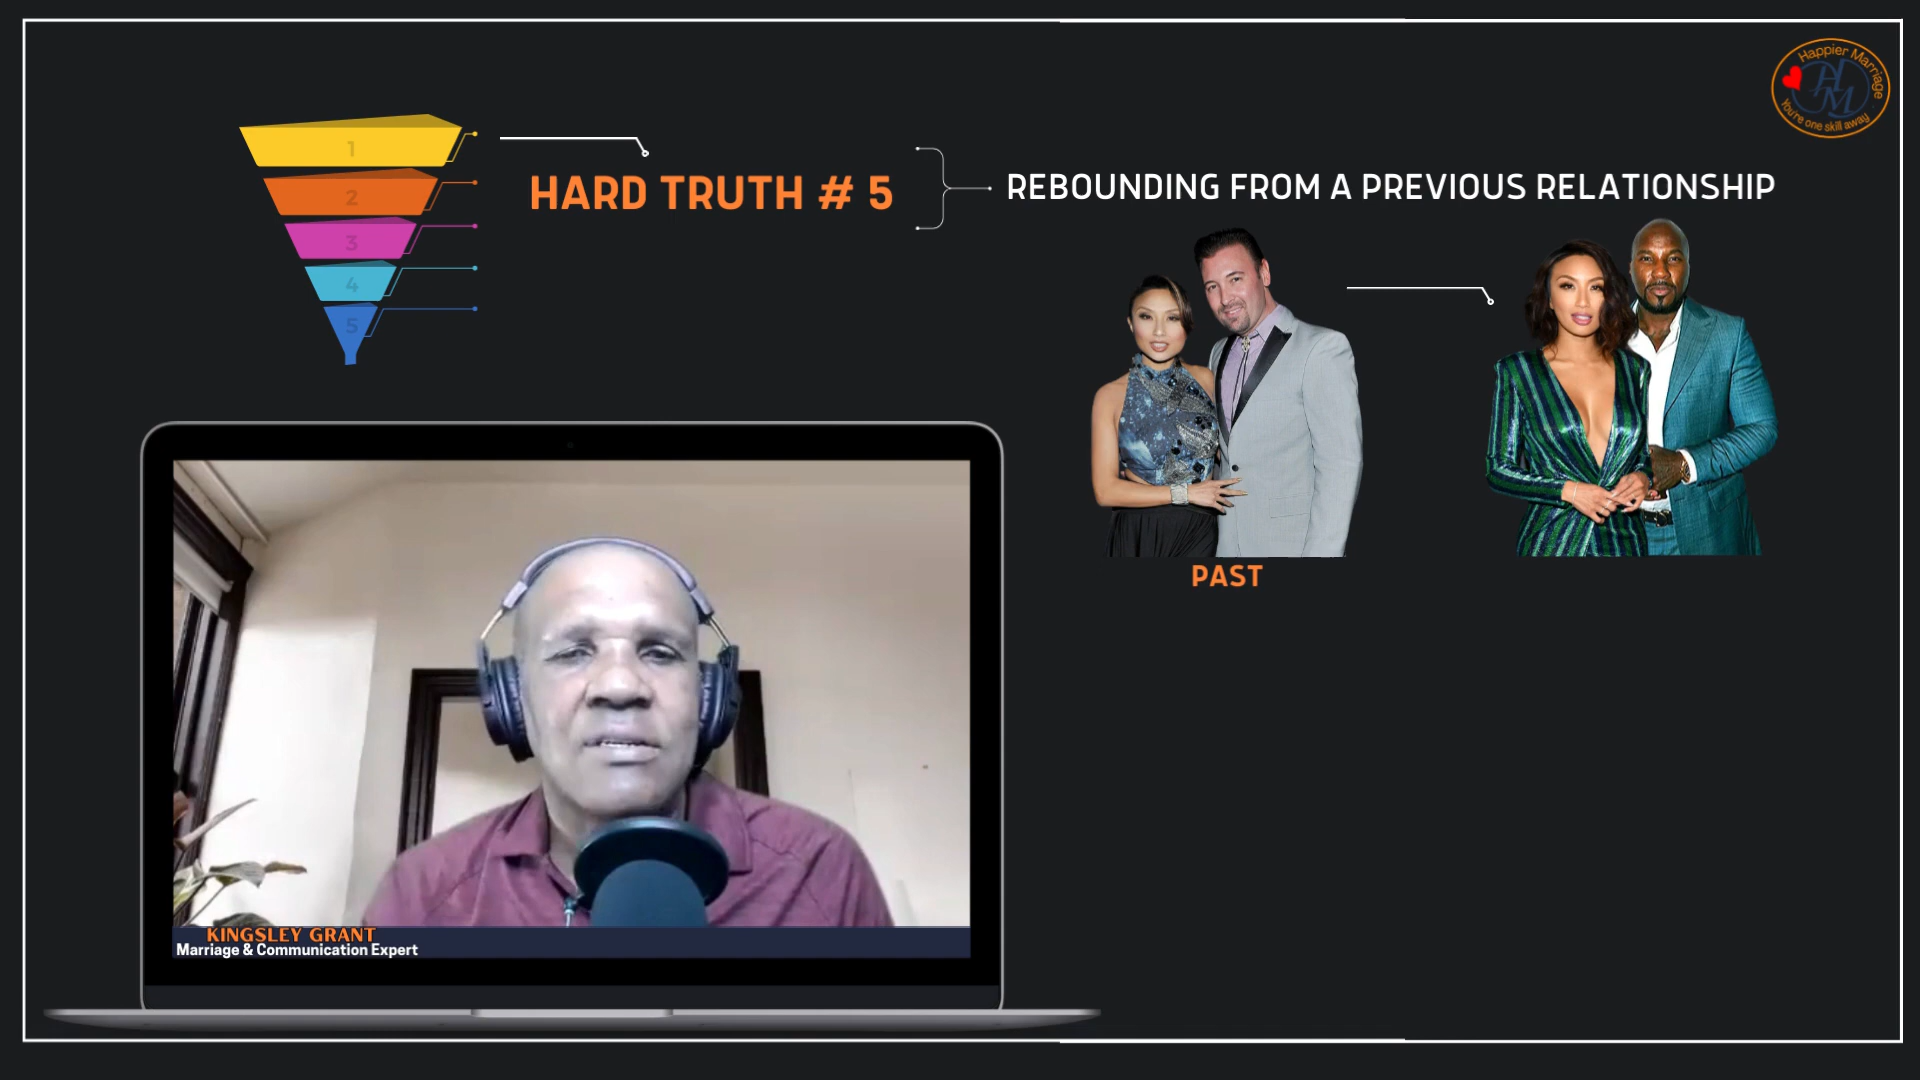 Happier Marriage
HM
You're one skill away
1
2
3
4
5
HARD TRUTH # 5
REBOUNDING FROM A PREVIOUS RELATIONSHIP
PAST
KINGSLEY GRANT
Marriage & Communication Expert